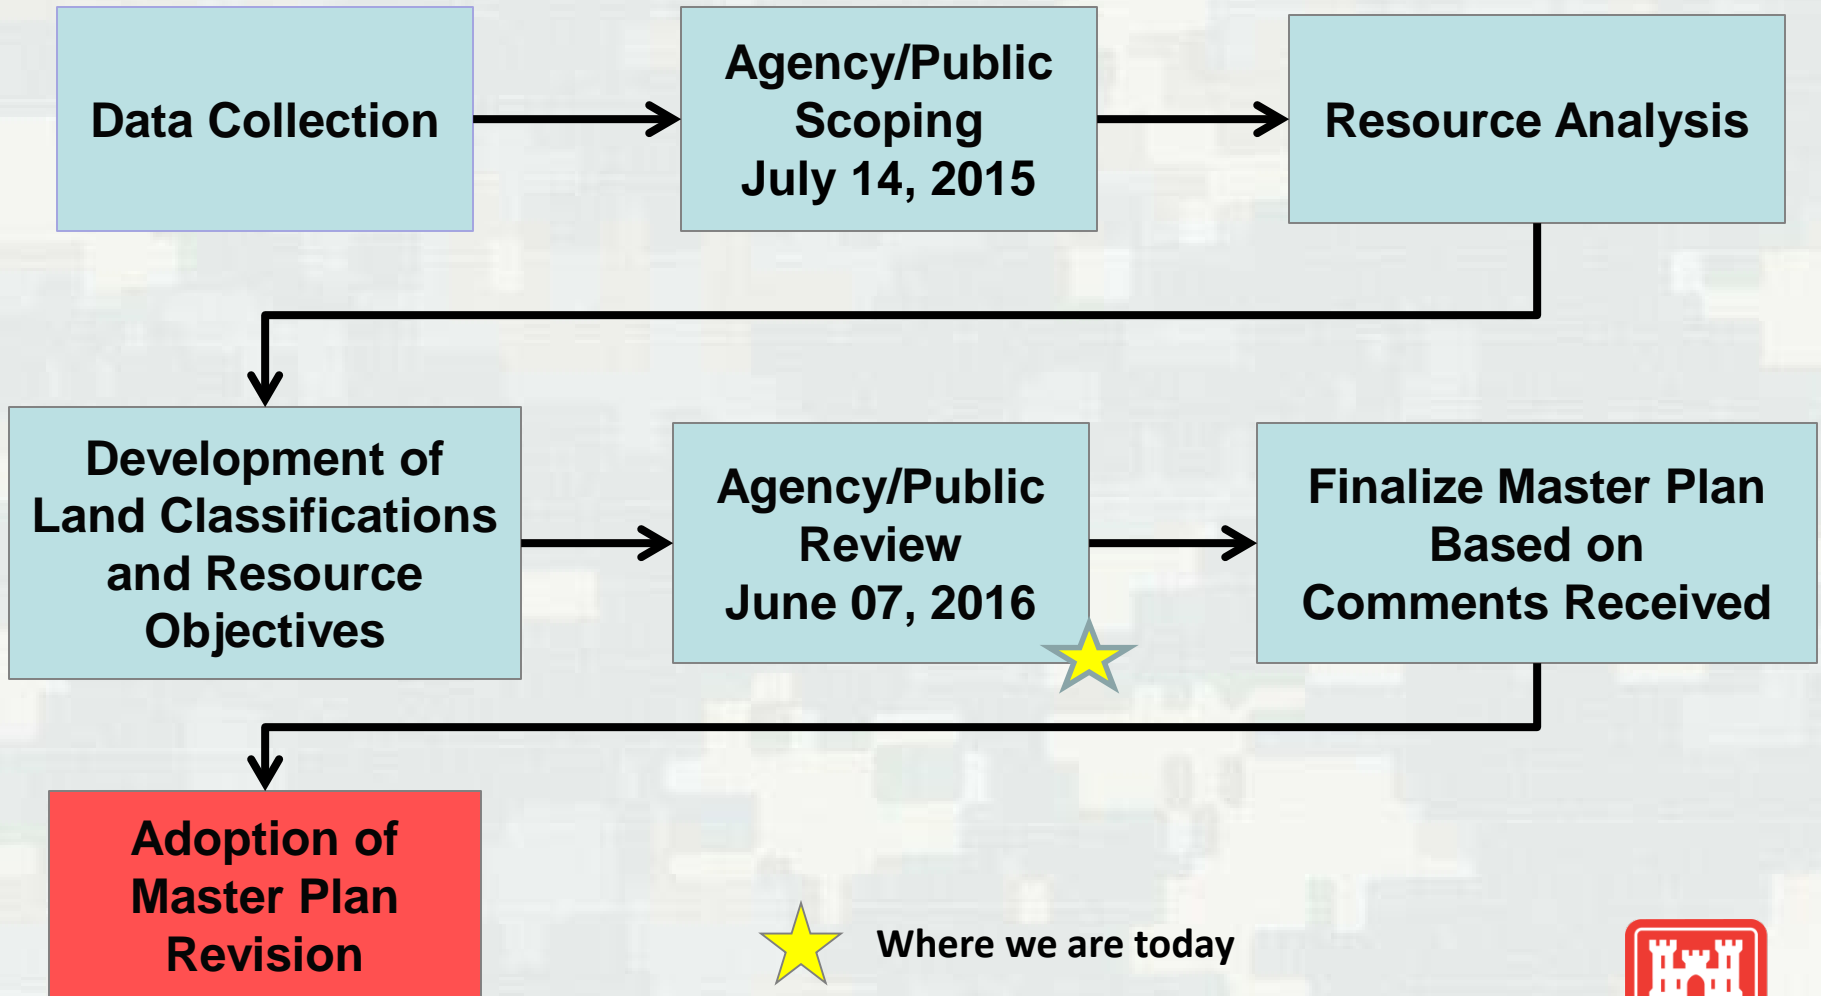 Data Collection
Agency/Public
Scoping
July 14, 2015
Resource Analysis
Development of
Land Classifications
and Resource
Objectives
Agency/Public
Review
June 07, 2016
Finalize Master Plan
Based on
Comments Received
Adoption of
Master Plan
Revision
Where we are today